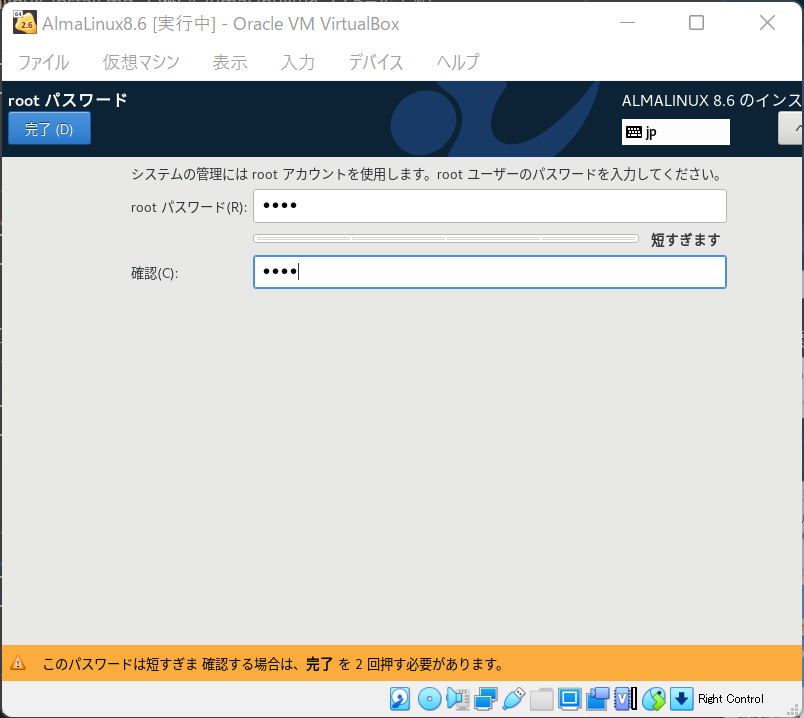 AlmaLinux8.6 [実行中] - Oracle VM VirtualBox
ファイル 仮想マシン 表示 入力 デバイス ヘルプ
root パスワード
ALMALINUX 8.6 のインス
完了 (D)
jp
システムの管理には root アカウントを使用します。root ユーザーのパスワードを入力してください。
root パスワード(R): ••••
短すぎます
確認(C): ••••
このパスワードは短すぎま 確認する場合は、完了 を 2 回押す必要があります。
Right Control